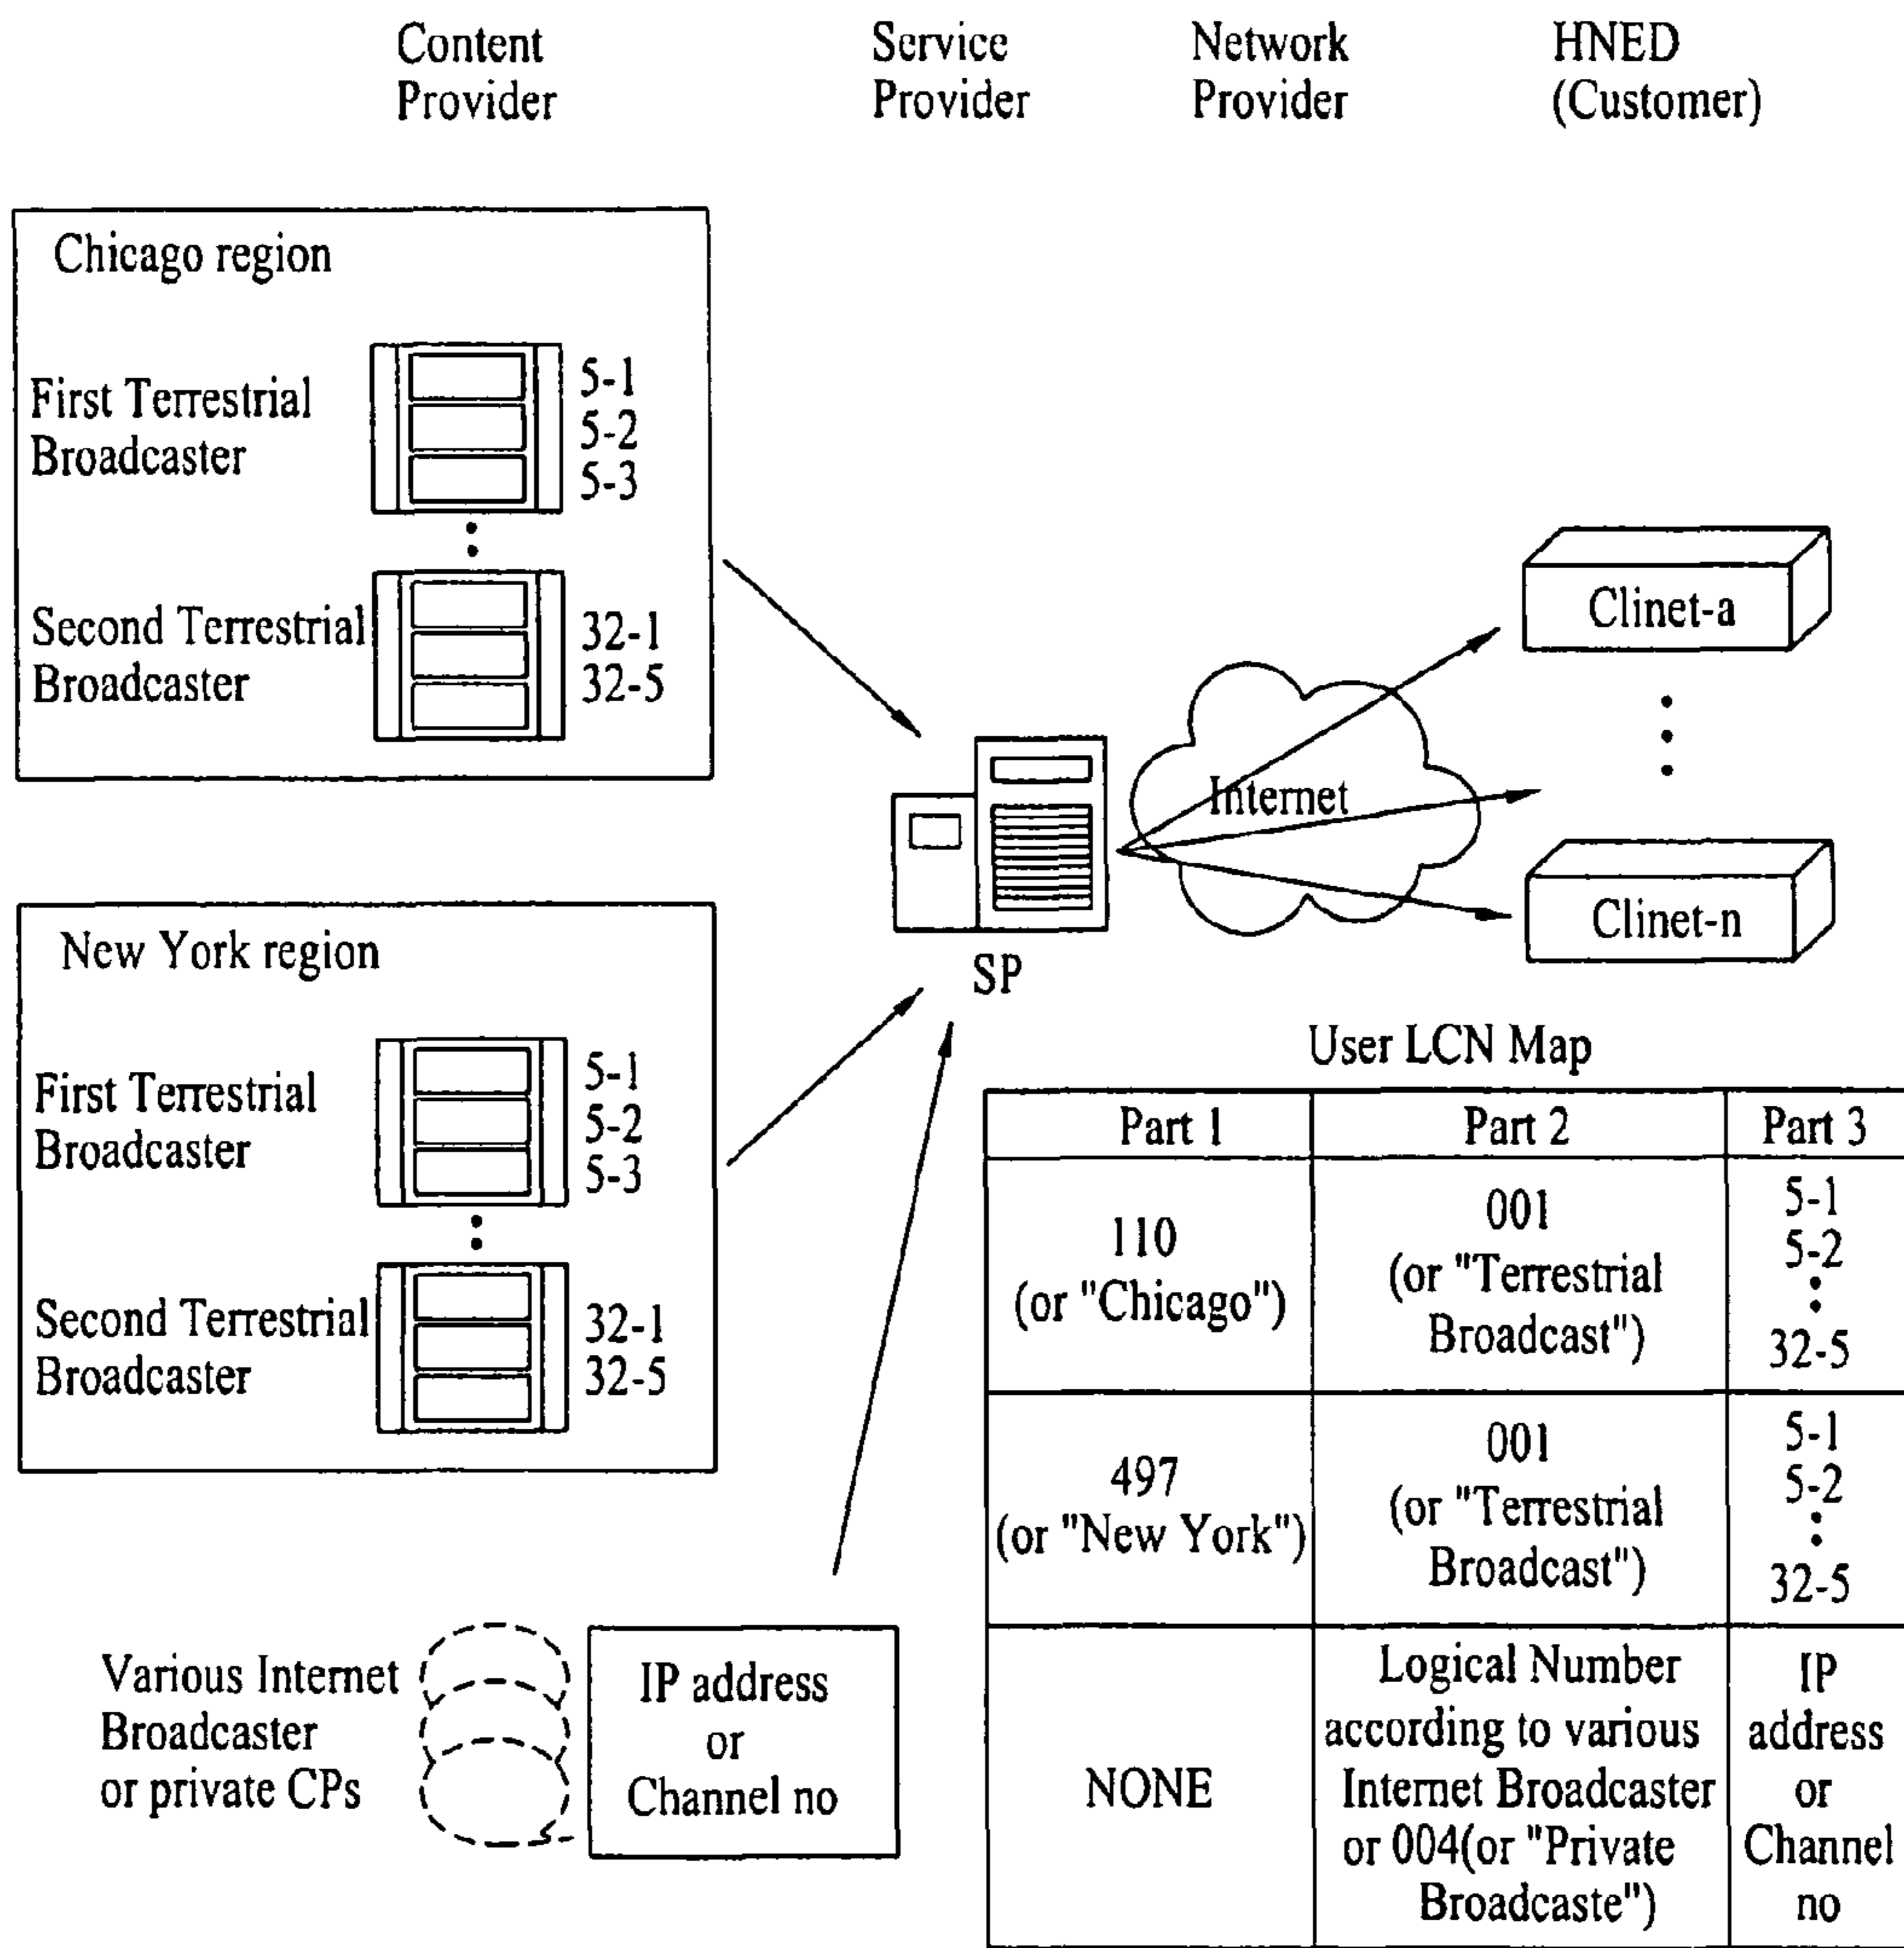 Content
Provider
Service
Provider
Network
Provider
HNED
(Customer)
Chicago region
First Terrestrial
Broadcaster
5-1
5-2
5-3
Second Terrestrial
Broadcaster
32-1
32-5
New York region
First Terrestrial
Broadcaster
5-1
5-2
5-3
Second Terrestrial
Broadcaster
32-1
32-5
Various Internet
Broadcaster
or private CPs
IP address
or
Channel no
SP
Internet
Clinet-a
Clinet-n
User LCN Map
Part 1
Part 2
Part 3
110
(or "Chicago")
001
(or "Terrestrial
Broadcast")
5-1
5-2
32-5
497
(or "New York")
001
(or "Terrestrial
Broadcast")
5-1
5-2
32-5
NONE
Logical Number
according to various
Internet Broadcaster
or 004(or "Private
Broadcaste")
IP
address
or
Channel
no